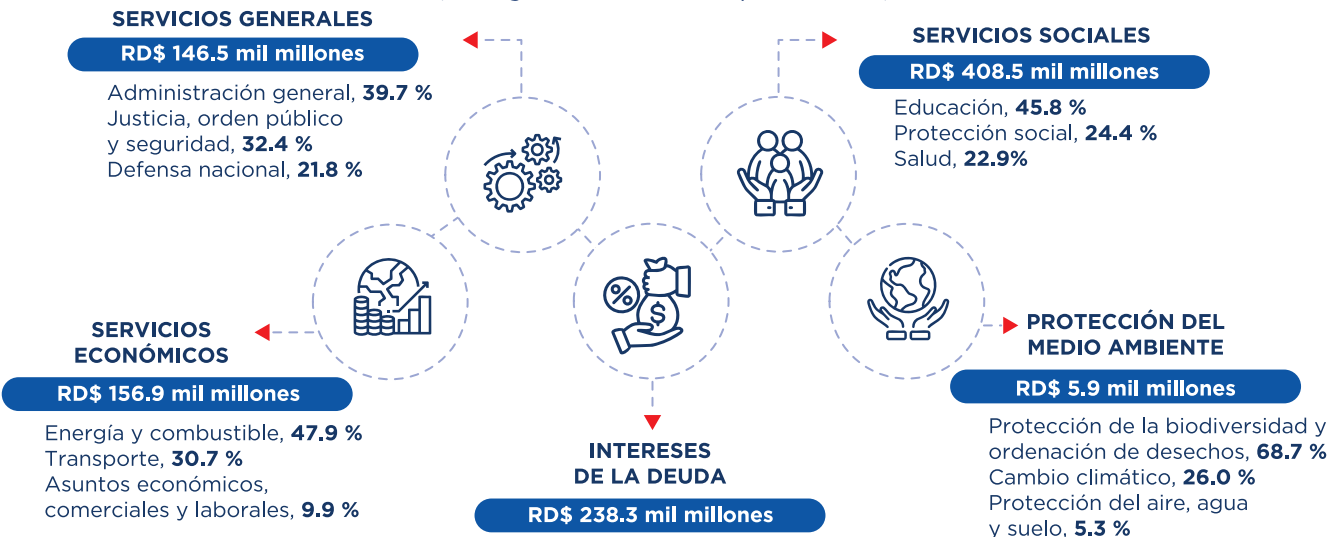 SERVICIOS GENERALES
RD$ 146.5 mil millones
Administración general, 39.7 %
Justicia, orden público
y seguridad, 32.4 %
Defensa nacional, 21.8 %
SERVICIOS SOCIALES
RD$ 408.5 mil millones
Educación, 45.8 %
Protección social, 24.4 %
Salud, 22.9%
SERVICIOS
ECONÓMICOS
RD$ 156.9 mil millones
Energía y combustible, 47.9 %
Transporte, 30.7 %
Asuntos económicos,
comerciales y laborales, 9.9 %
%
$
INTERESES
DE LA DEUDA
RD$ 238.3 mil millones
PROTECCIÓN DEL
MEDIO AMBIENTE
RD$ 5.9 mil millones
Protección de la biodiversidad y
ordenación de desechos, 68.7 %
Cambio climático, 26.0 %
Protección del aire, agua
y suelo, 5.3 %